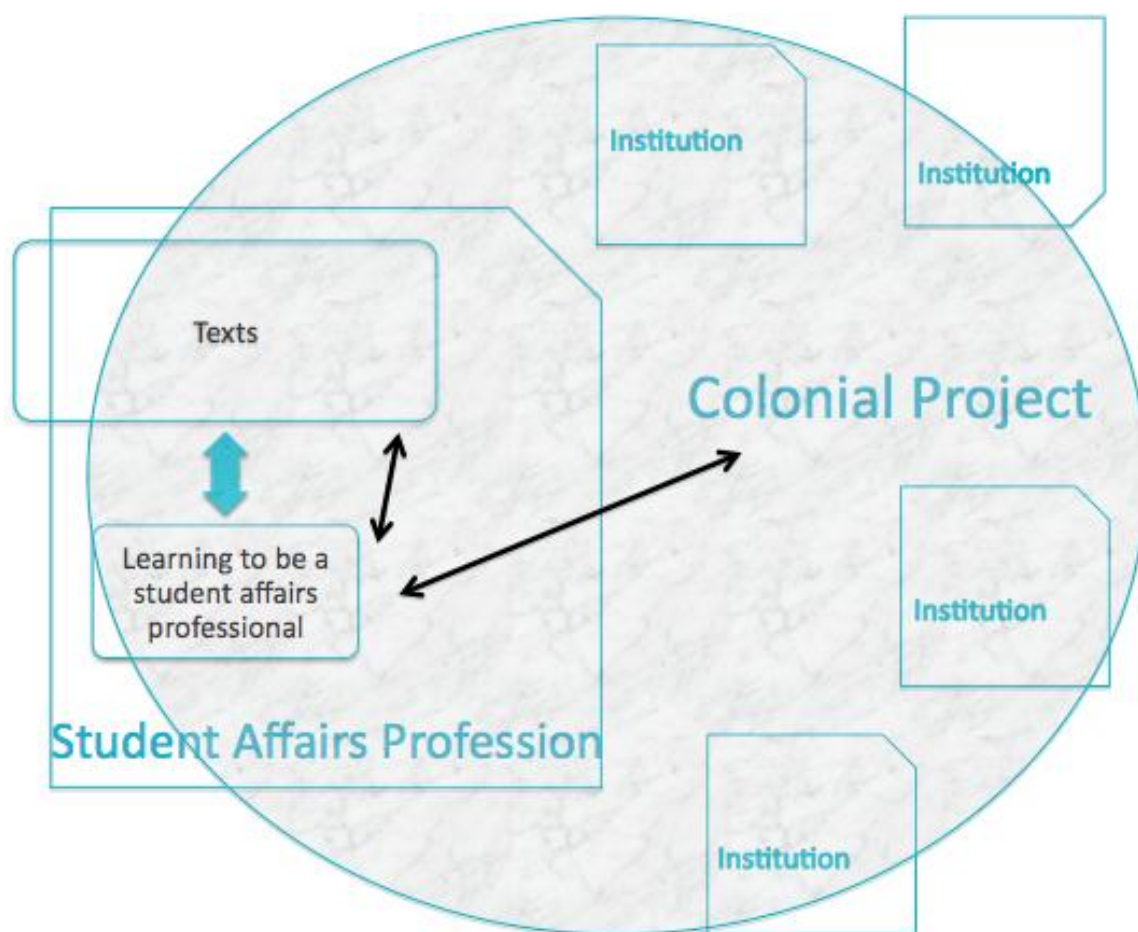 Institution
Institution
Texts
Colonial Project
Learning to be a
student affairs
professional
Institution
Student Affairs Profession
Institution